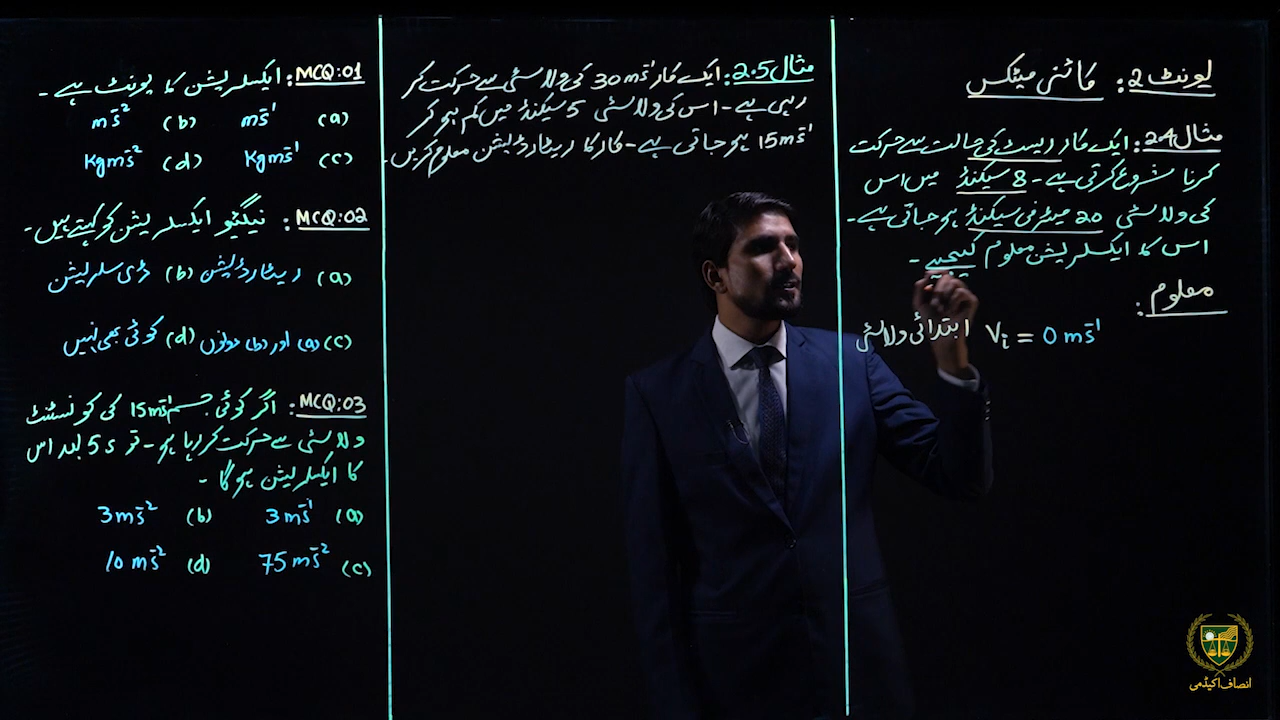 یونٹ 2: کائنی میٹکس
مثال 2.4: ایک کار ریسٹ کی حالت سے حرکت
کرنا شروع کرتی ہے۔ 8 سیکنڈ میں اس
کی ولاسٹی 20 میٹر فی سیکنڈ ہو جاتی ہے۔
اس کا ایکسلریشن معلوم کیجیے۔
معلوم:
ابتدائی ولاسٹی Vᵢ = 0 ms⁻¹
مثال 2.5: ایک کار 30 ms⁻¹ کی ولاسٹی سے حرکت کر
رہی ہے۔ اس کی ولاسٹی 5 سیکنڈ میں کم ہو کر
15 ms⁻¹ ہو جاتی ہے۔ کار کا ریٹارڈیشن معلوم کریں۔
MCQ:01: ایکسلریشن کا یونٹ ہے۔
(a) ms⁻¹ (b) ms⁻²
(c) Kgms⁻¹ (d) Kgms⁻²
MCQ:02: نیگٹیو ایکسلریشن کو کہتے ہیں۔
(a) ریٹارڈیشن (b) ڈی سلریشن
(c) (a) اور (b) دونوں (d) کوئی بھی نہیں
MCQ:03: اگر کوئی جسم 15 ms⁻¹ کی کونسٹنٹ
ولاسٹی سے حرکت کر رہا ہو۔ تو 5 s بعد اس
کا ایکسلریشن ہوگا۔
(a) 3 ms⁻¹ (b) 3 ms⁻²
(c) 75 ms⁻² (d) 10 ms⁻²
انصاف اکیڈمی